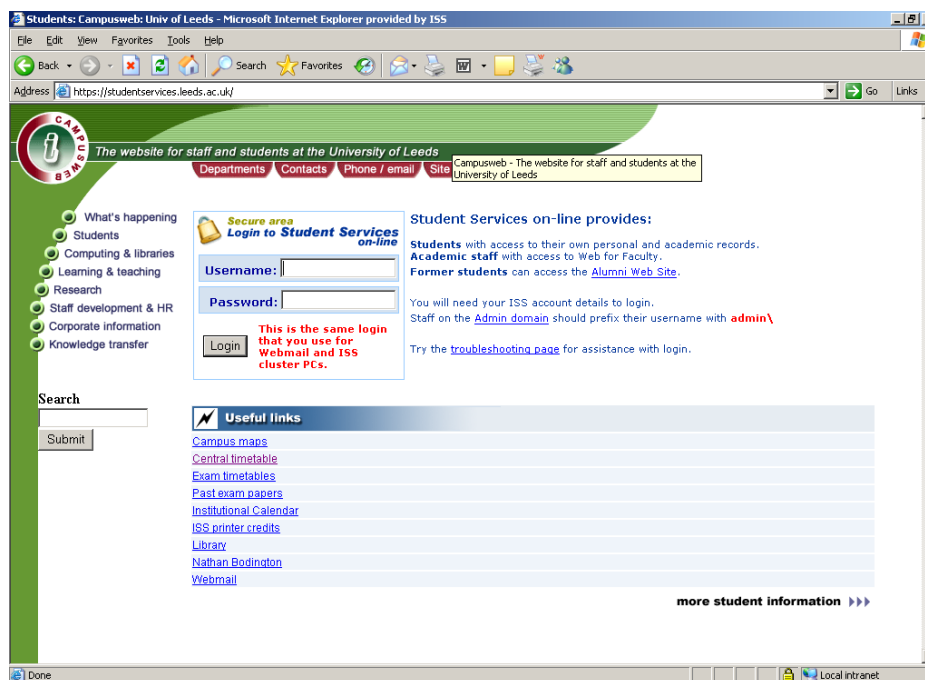 Students: Campusweb: Univ of Leeds - Microsoft Internet Explorer provided by ISS
File Edit View Favorites Tools Help
Back Search Favorites
Address https://studentservices.leeds.ac.uk/ Go Links
CAMPUSWEB
The website for staff and students at the University of Leeds
Departments Contacts Phone / email Site
Campusweb - The website for staff and students at the
University of Leeds
What's happening
Students
Computing & libraries
Learning & teaching
Research
Staff development & HR
Corporate information
Knowledge transfer
Search
Submit
Secure area
Login to Student Services
on-line
Username:
Password:
Login
This is the same login
that you use for
Webmail and ISS
cluster PCs.
Student Services on-line provides:
Students with access to their own personal and academic records.
Academic staff with access to Web for Faculty.
Former students can access the Alumni Web Site.
You will need your ISS account details to login.
Staff on the Admin domain should prefix their username with admin\
Try the troubleshooting page for assistance with login.
Useful links
Campus maps
Central timetable
Exam timetables
Past exam papers
Institutional Calendar
ISS printer credits
Library
Nathan Bodington
Webmail
more student information
Done Local intranet